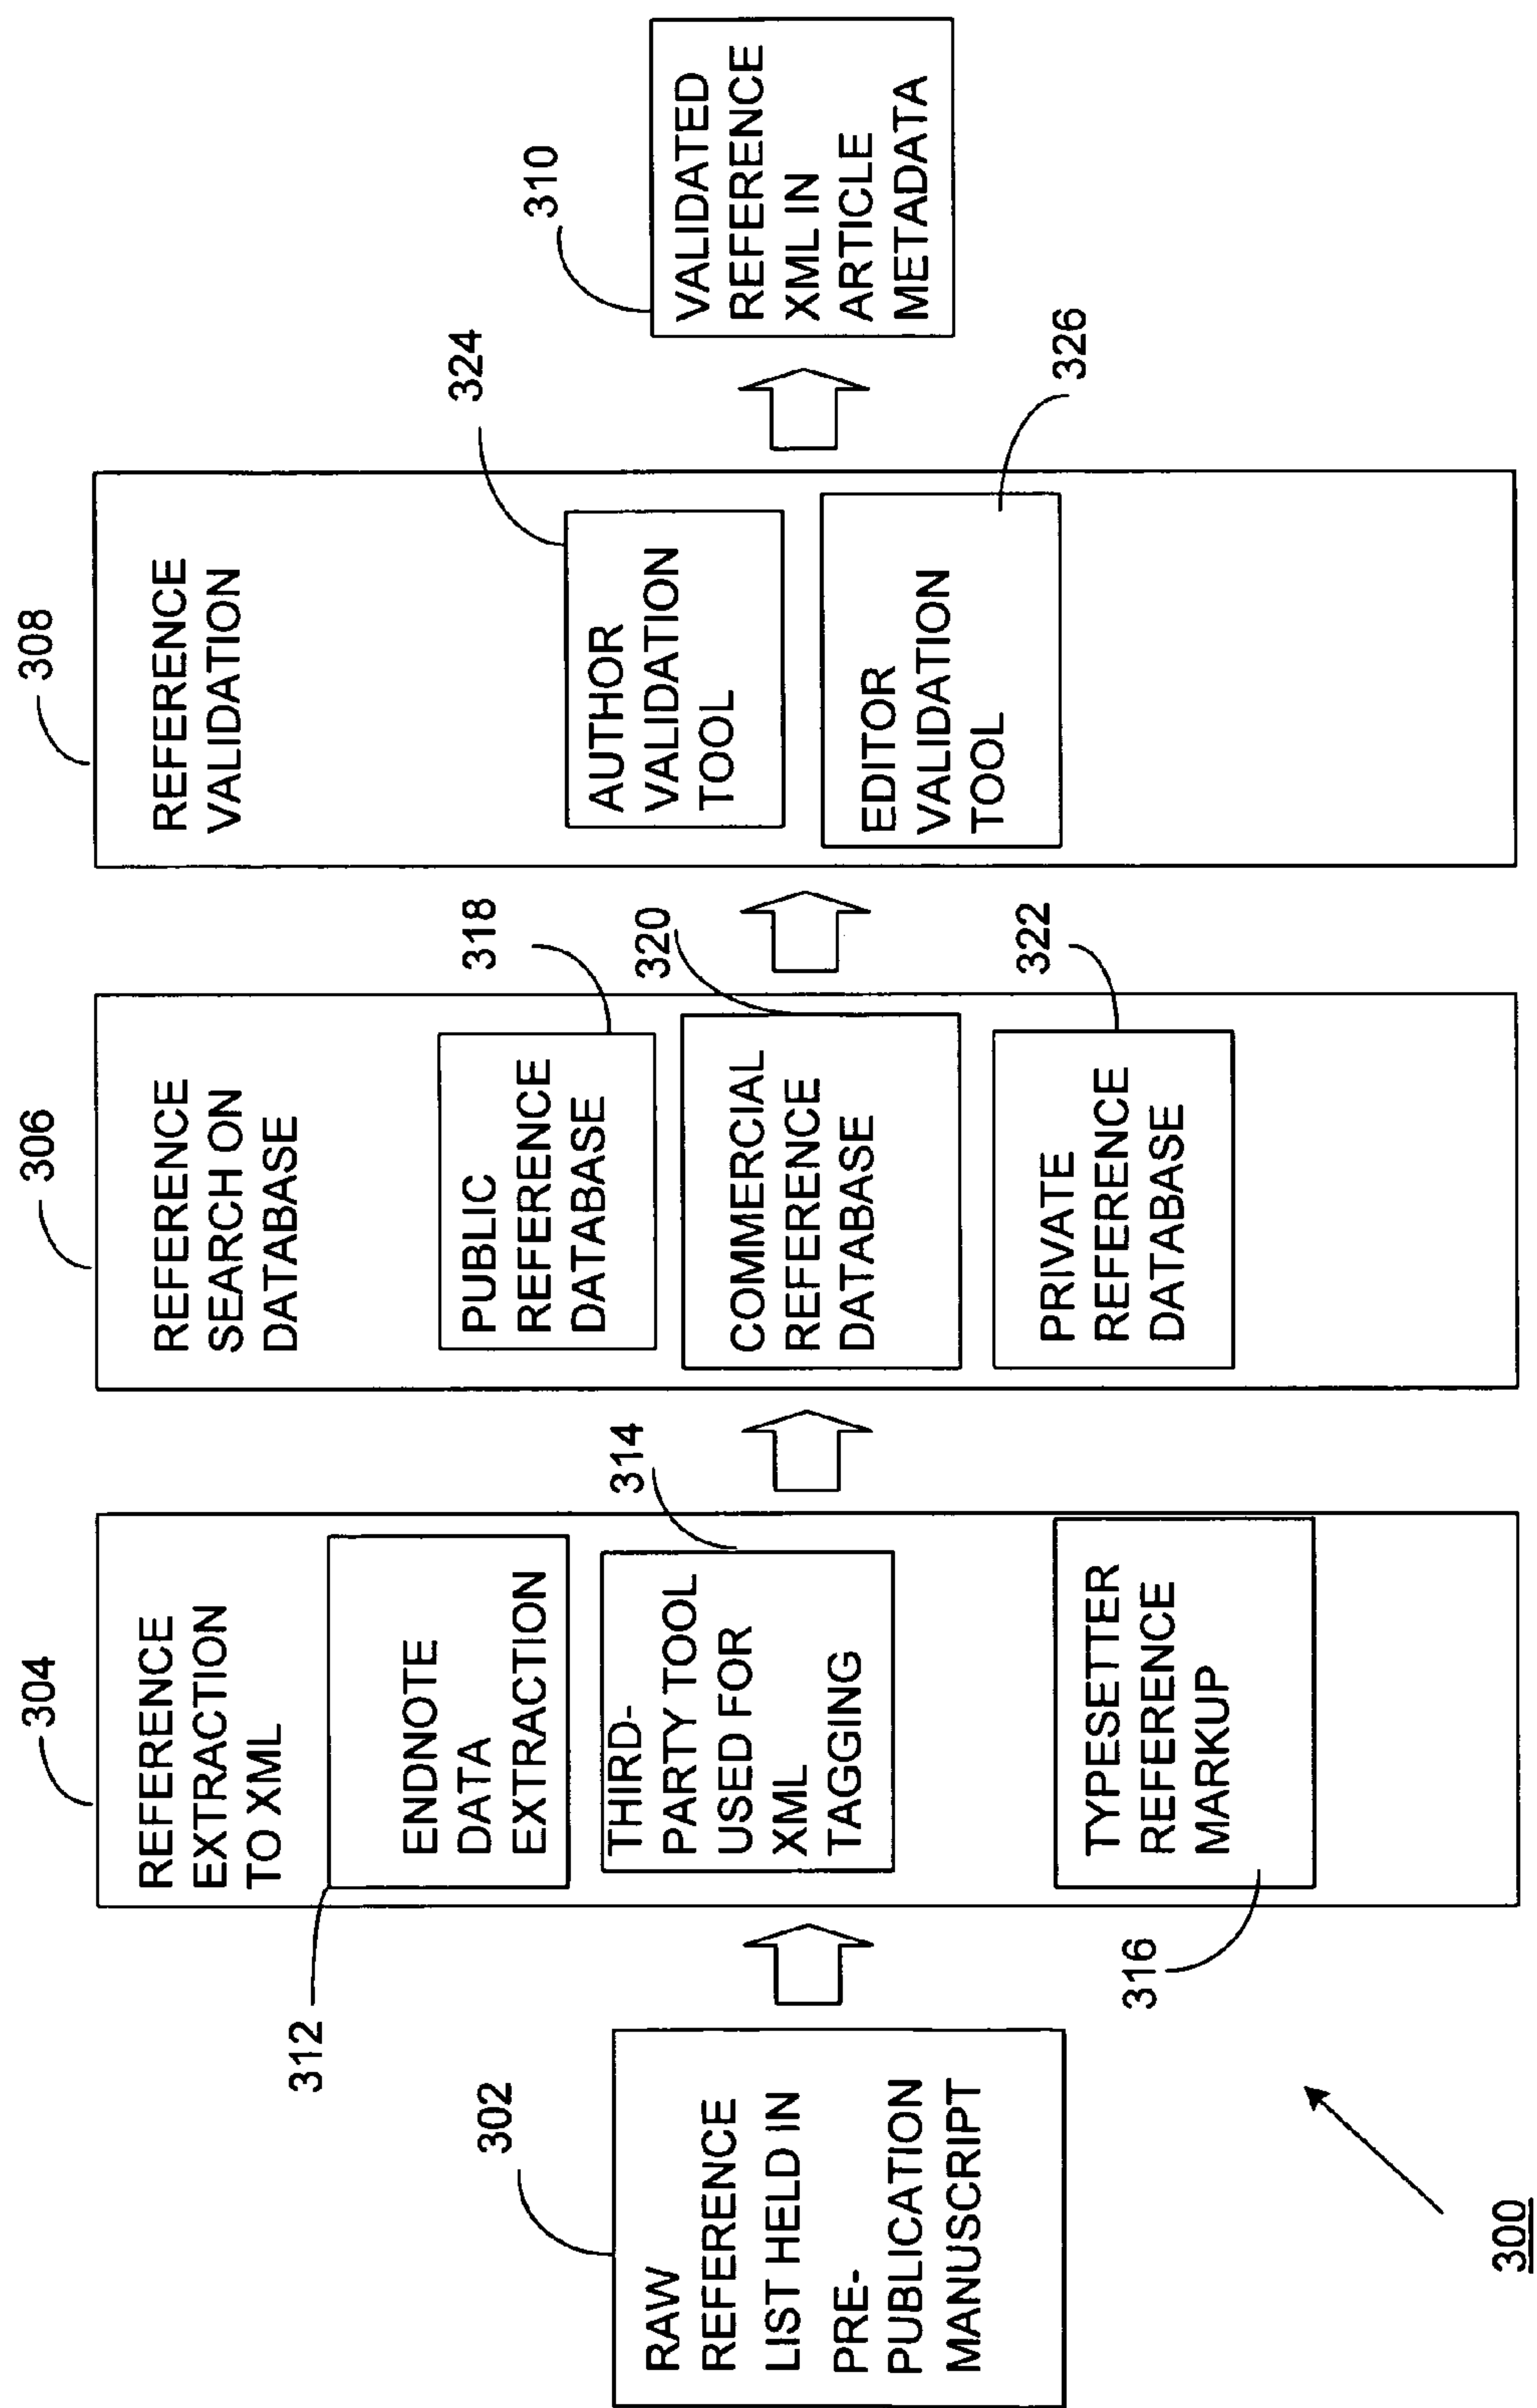 302
RAW
REFERENCE
LIST HELD IN
PRE-
PUBLICATION
MANUSCRIPT
304
REFERENCE
EXTRACTION
TO XML
312
ENDNOTE
DATA
EXTRACTION
314
THIRD-
PARTY TOOL
USED FOR
XML
TAGGING
316
TYPESETTER
REFERENCE
MARKUP
306
REFERENCE
SEARCH ON
DATABASE
318
PUBLIC
REFERENCE
DATABASE
320
COMMERCIAL
REFERENCE
DATABASE
322
PRIVATE
REFERENCE
DATABASE
308
REFERENCE
VALIDATION
324
AUTHOR
VALIDATION
TOOL
326
EDITOR
VALIDATION
TOOL
310
VALIDATED
REFERENCE
XML IN
ARTICLE
METADATA
300